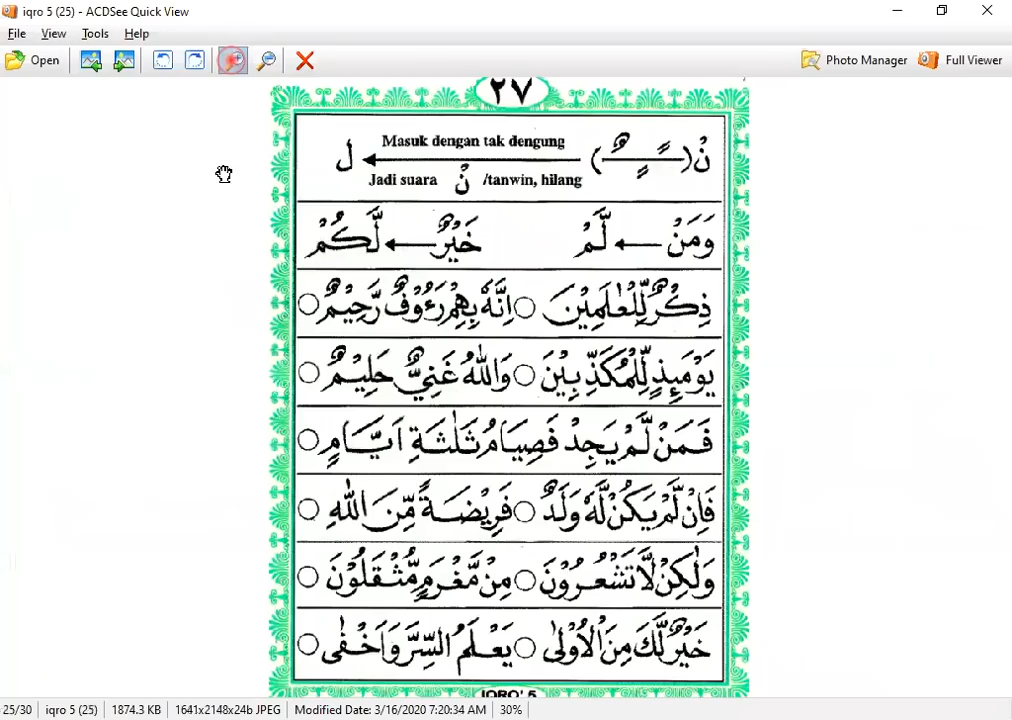 iqro 5 (25) - ACDSee Quick View
File View Tools Help
Open Photo Manager Full Viewer
٢٧
Masuk dengan tak dengung
نْ (ـًـٍـٌ) ل
Jadi suara نْ /tanwin, hilang
وَمَنْ لَّمْ خَيْرٌ لَّكُمْ
ذِكْرٌ لِّلْعٰلَمِيْنَ ○ اِنَّهٗ بِهِمْ رَءُوْفٌ رَّحِيْمٌ ○
يَوْمَئِذٍ لِّلْمُكَذِّبِيْنَ ○ وَاللّٰهُ غَنِيٌّ حَلِيْمٌ ○
فَمَنْ لَّمْ يَجِدْ فَصِيَامُ ثَلٰثَةِ اَيَّامٍ ○
فَاِنْ لَّمْ يَكُنْ لَّهٗ وَلَدٌ ○ فَرِيْضَةً مِّنَ اللّٰهِ ○
وَلٰكِنْ لَّا تَشْعُرُوْنَ ○ مِنْ مَّغْرَمٍ مُّثْقَلُوْنَ ○
خَيْرٌ لَّكَ مِنَ الْاُوْلٰى ○ يَعْلَمُ السِّرَّ وَاَخْفٰى ○
IQRO' 5
25/30 iqro 5 (25) 1874.3 KB 1641x2148x24b JPEG Modified Date: 3/16/2020 7:20:34 AM 30%